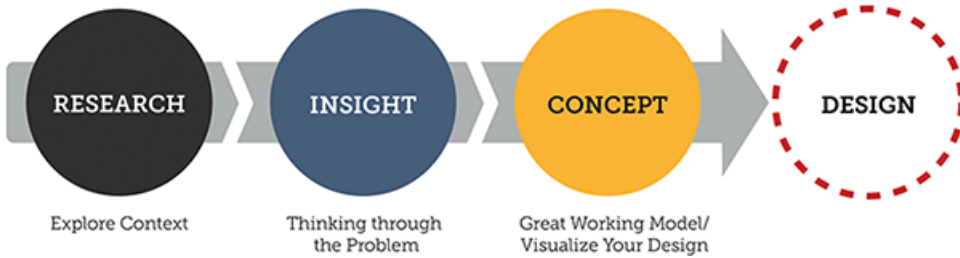 RESEARCH
INSIGHT
CONCEPT
DESIGN
Explore Context
Thinking through
the Problem
Great Working Model/
Visualize Your Design